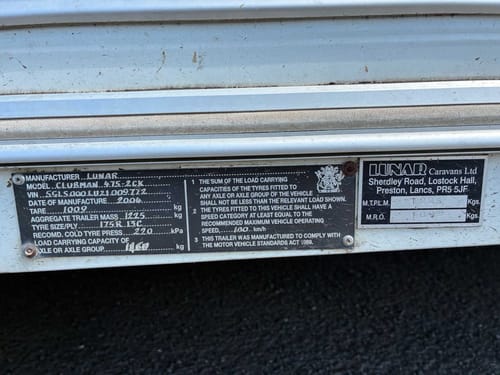 MANUFACTURER LUNAR
MODEL CLUBMAN 475-2CK
VIN SGLS000LUZ1009772
DATE OF MANUFACTURE 2006
TARE 1009 kg
AGGREGATE TRAILER MASS 1225 kg
TYRE SIZE/PLY 175R 13C
RECOMD. COLD TYRE PRESS 220 kPa
LOAD CARRYING CAPACITY OF
AXLE OR AXLE GROUP. kg
1 THE SUM OF THE LOAD CARRYING
CAPACITIES OF THE TYRES FITTED TO
ANY AXLE OR AXLE GROUP OF THE VEHICLE
SHALL NOT BE LESS THAN THE RELEVANT LOAD.
2 THE TYRES FITTED TO THIS VEHICLE SHALL HAVE A
SPEED CATEGORY AT LEAST EQUAL TO THE
RECOMMENDED MAXIMUM VEHICLE OPERATING
SPEED. 100 km/h
3 THIS TRAILER WAS MANUFACTURED TO COMPLY WITH
THE MOTOR VEHICLE STANDARDS ACT 1989.
LUNAR Caravans Ltd
Sherdley Road, Lostock Hall,
Preston, Lancs, PR5 5JF
M.T.P.L.M. Kgs.
M.R.O. Kgs.